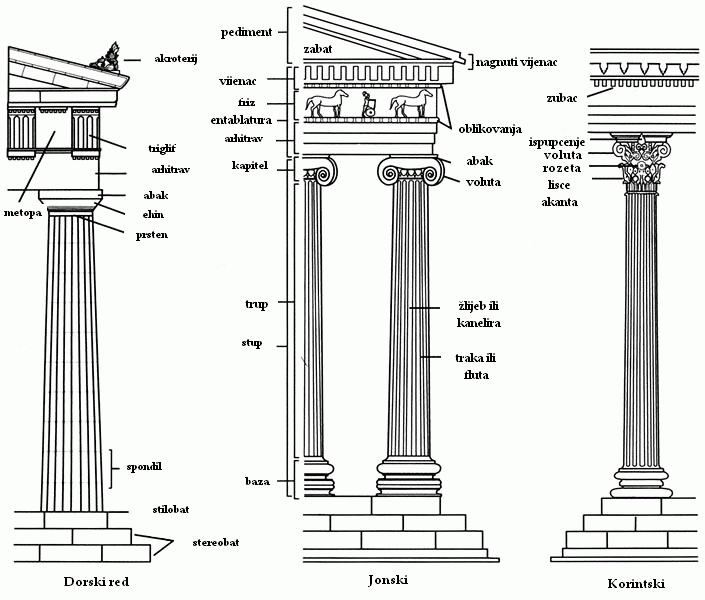 akroterij
triglif
arhitrav
abak
metopa
ehin
prsten
spondil
stilobat
stereobat
Dorski red
pediment
zabat
nagnuti vijenac
vijenac
friz
entablatura
oblikovanja
arhitrav
kapitel
abak
voluta
trup
žlijeb ili
kanelira
stup
traka ili
fluta
baza
Jonski
zubac
ispupcenje
voluta
rozeta
lisce
akanta
Korintski